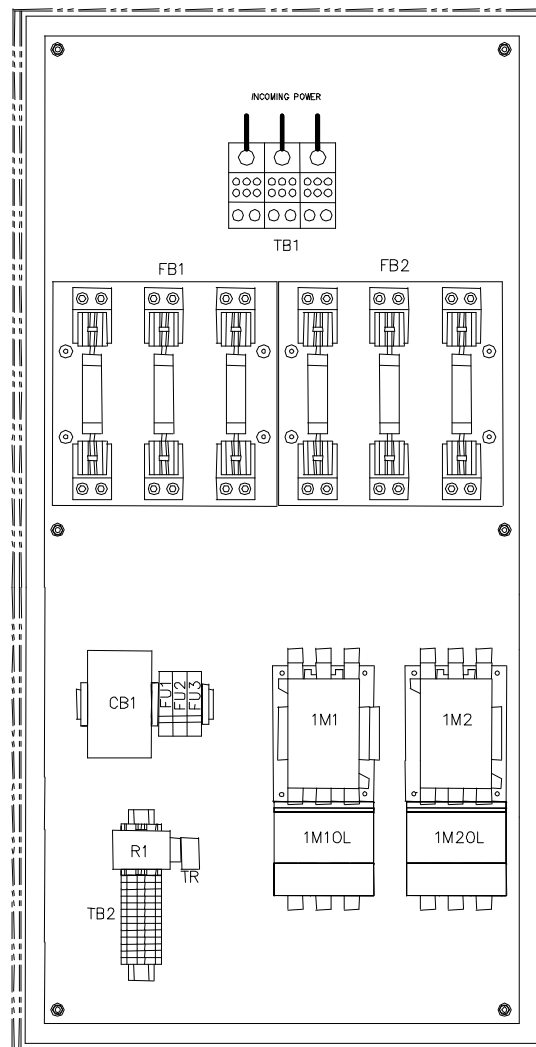 INCOMING POWER
TB1
FB1
FB2
CB1
FU1
FU2
FU3
1M1
1M2
1M1OL
1M2OL
R1
TR
TB2